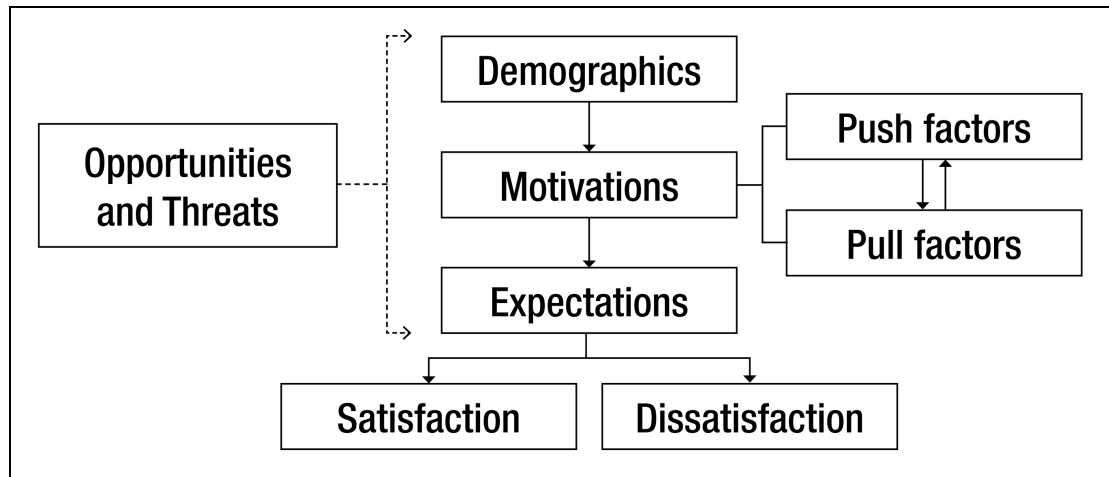 Demographics
Opportunities
and Threats
Motivations
Push factors
Pull factors
Expectations
Satisfaction
Dissatisfaction